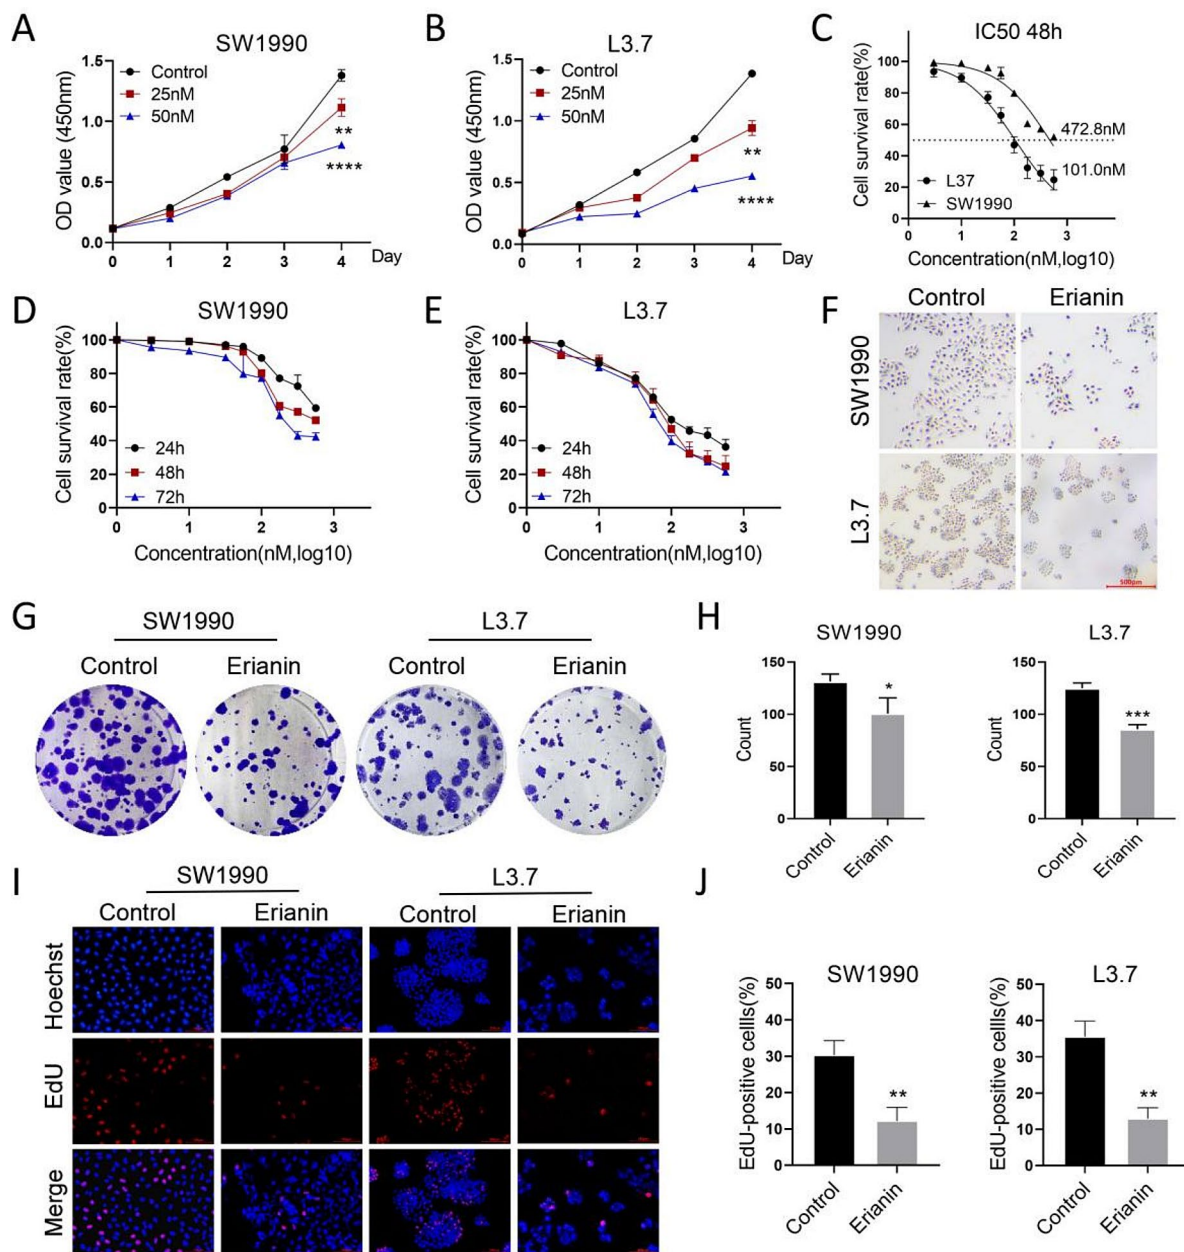 A
SW1990
OD value (450nm)
1.5
1.0
0.5
0.0
Control
25nM
50nM
**
****
0 1 2 3 4 Day
B
L3.7
OD value (450nm)
1.5
1.0
0.5
0.0
Control
25nM
50nM
**
****
0 1 2 3 4 Day
C
IC50 48h
Cell survival rate(%)
100
80
60
40
20
0
472.8nM
101.0nM
L37
SW1990
0 1 2 3
Concentration(nM,log10)
D
SW1990
Cell survival rate(%)
100
80
60
40
20
0
24h
48h
72h
0 1 2 3
Concentration(nM,log10)
E
L3.7
Cell survival rate(%)
100
80
60
40
20
0
24h
48h
72h
0 1 2 3
Concentration(nM,log10)
F
Control Erianin
SW1990
L3.7
500μm
G
SW1990 L3.7
Control Erianin Control Erianin
H
SW1990
Count
150
100
50
0
*
Control Erianin
L3.7
Count
150
100
50
0
***
Control Erianin
I
SW1990 L3.7
Control Erianin Control Erianin
Hoechst
EdU
Merge
J
SW1990
EdU-positive cellls(%)
50
40
30
20
10
0
**
Control Erianin
L3.7
EdU-positive cellls(%)
50
40
30
20
10
0
**
Control Erianin